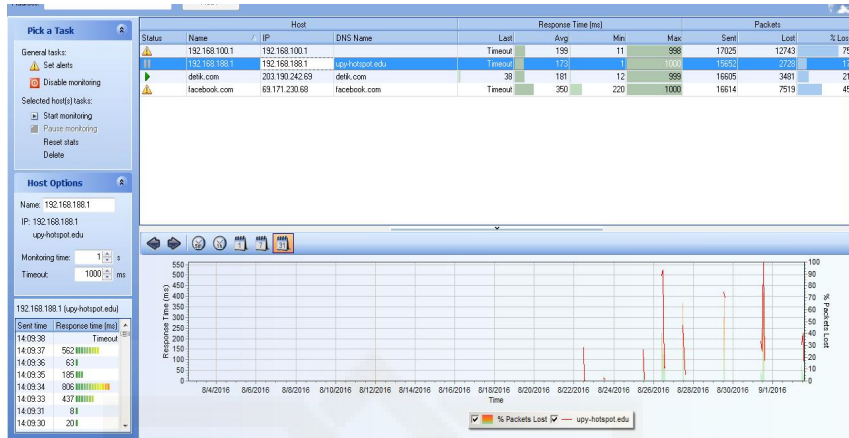 Pick a Task
General tasks:
Set alerts
Disable monitoring
Selected host(s) tasks:
Start monitoring
Pause monitoring
Reset stats
Delete
Host Options
Name: 192.168.188.1
IP: 192.168.188.1
upy-hotspot.edu
Monitoring time: 1 s
Timeout: 1000 ms
192.168.188.1 (upy-hotspot.edu)
Sent time Response time (ms)
14:09:38 Timeout
14:09:37 562
14:09:36 63
14:09:35 185
14:09:34 806
14:09:33 437
14:09:31 8
14:09:30 20
Host Response Time (ms) Packets
Status Name IP DNS Name Last Avg Min Max Sent Lost % Los
192.168.100.1 192.168.100.1 Timeout 199 11 998 17025 12743 75
192.168.188.1 192.168.188.1 upy-hotspot.edu Timeout 173 1 1000 15652 2728 17
detik.com 203.190.242.69 detik.com 38 181 12 999 16605 3481 21
facebook.com 69.171.230.68 facebook.com Timeout 350 220 1000 16614 7519 45
1 7 31
Response Time (ms)
550
500
450
400
350
300
250
200
150
100
50
0
100
90
80
70
60
50
40
30
20
10
0
% Packets Lost
8/4/2016 8/6/2016 8/8/2016 8/10/2016 8/12/2016 8/14/2016 8/16/2016 8/18/2016 8/20/2016 8/22/2016 8/24/2016 8/26/2016 8/28/2016 8/30/2016 9/1/2016
Time
% Packets Lost upy-hotspot.edu